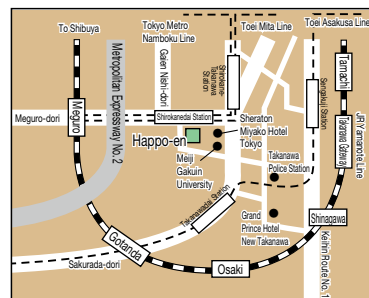 To Shibuya
Tokyo Metro
Namboku Line
Toei Mita Line
Toei Asakusa Line
Metropolitan Expressway No. 2
Gaien Nishi-dori
Shirokane-
Takanawa
Station
Sengakuji Station
Tamachi
Takanawa Gateway
JR Yamanote Line
Meguro-dori
Meguro
Shirokanedai Station
Sheraton
Miyako Hotel
Tokyo
Happo-en
Meiji
Gakuin
University
Takanawa
Police Station
Takanawadai Station
Grand
Prince Hotel
New Takanawa
Shinagawa
Gotanda
Osaki
Sakurada-dori
Keihin Route No. 1